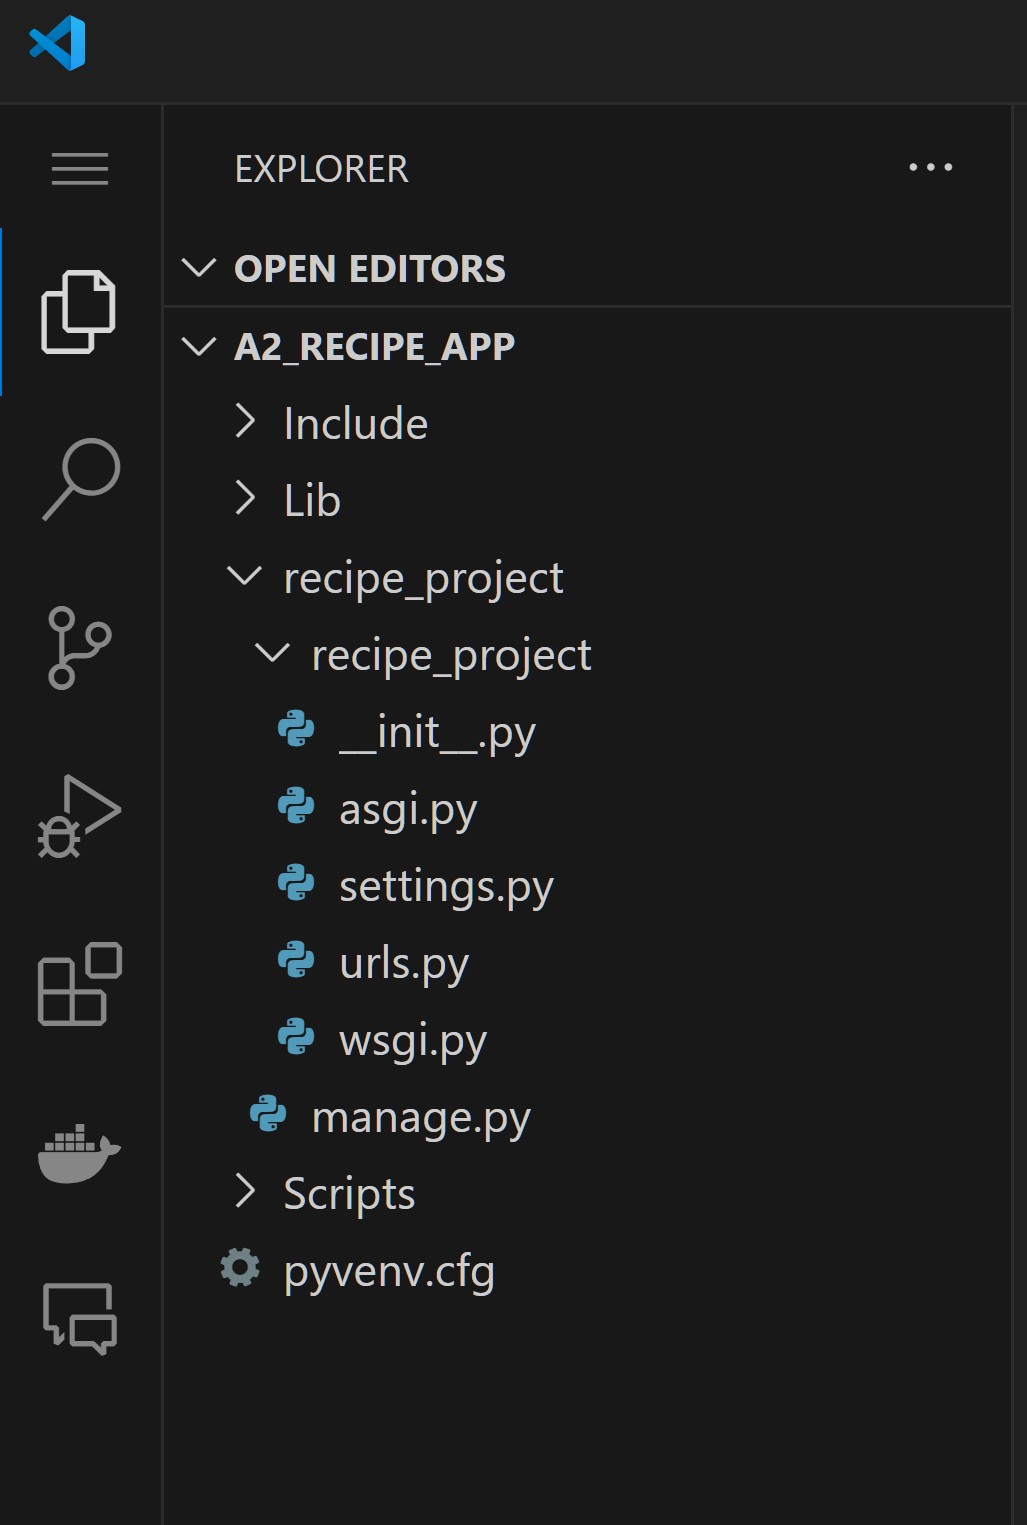 EXPLORER
OPEN EDITORS
A2_RECIPE_APP
Include
Lib
recipe_project
recipe_project
__init__.py
asgi.py
settings.py
urls.py
wsgi.py
manage.py
Scripts
pyvenv.cfg